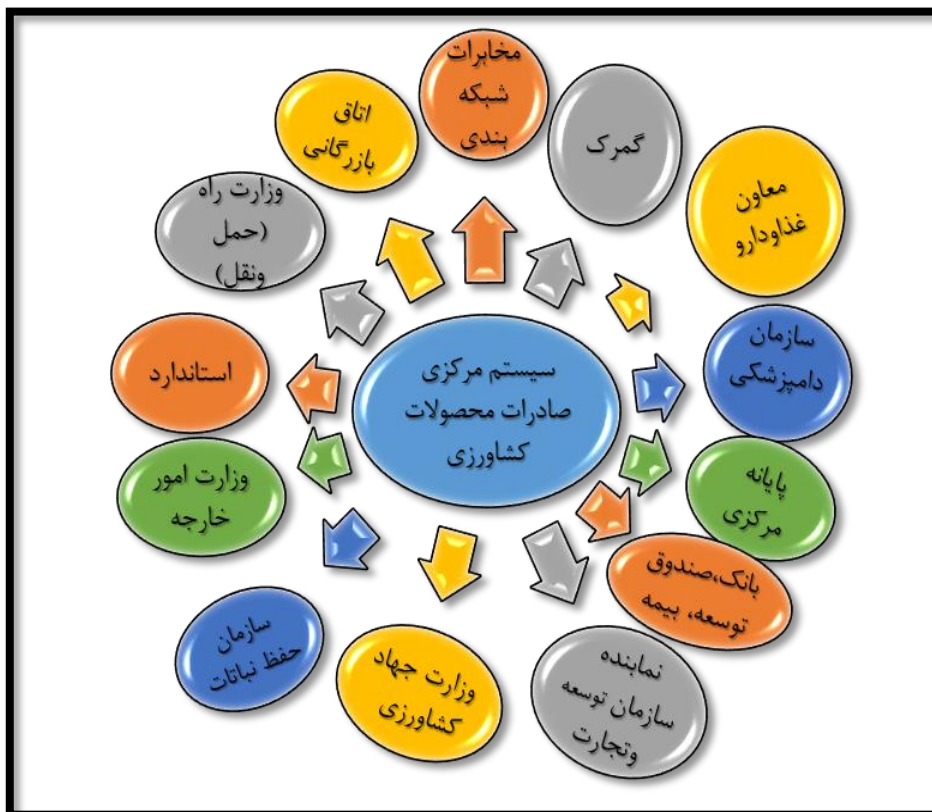 مخابرات
شبکه
بندی
گمرک
معاون
غذاودارو
سازمان
دامپزشکی
پایانه
مرکزی
بانک،صندوق
توسعه، بیمه
نماینده
سازمان توسعه
وتجارت
وزارت جهاد
کشاورزی
سازمان
حفظ نباتات
وزارت امور
خارجه
استاندارد
وزارت راه
(حمل
ونقل)
اتاق
بازرگانی
سیستم مرکزی
صادرات محصولات
کشاورزی